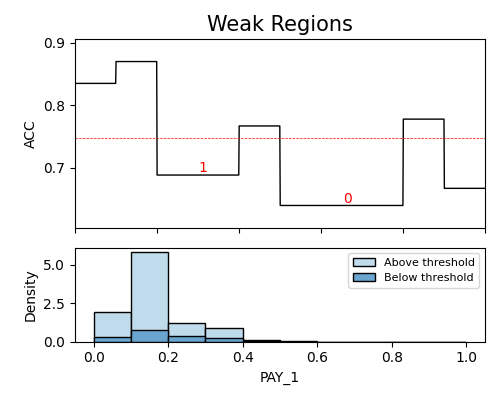 Weak Regions
0.9
0.8
0.7
ACC
1
0
Above threshold
Below threshold
5.0
2.5
0.0
Density
0.0 0.2 0.4 0.6 0.8 1.0
PAY_1